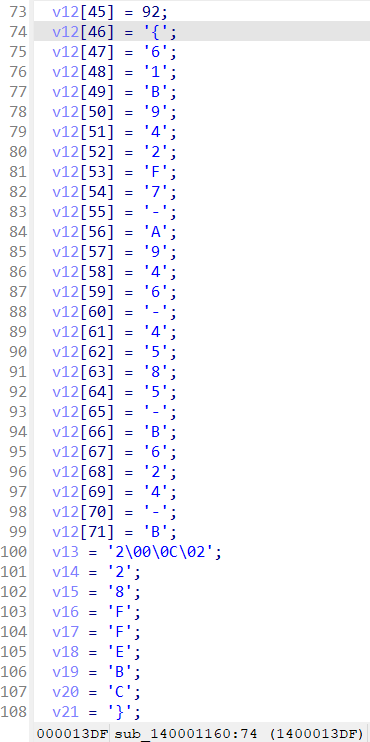 73 v12[45] = 92;
74 v12[46] = '{';
75 v12[47] = '6';
76 v12[48] = '1';
77 v12[49] = 'B';
78 v12[50] = '9';
79 v12[51] = '4';
80 v12[52] = '2';
81 v12[53] = 'F';
82 v12[54] = '7';
83 v12[55] = '-';
84 v12[56] = 'A';
85 v12[57] = '9';
86 v12[58] = '4';
87 v12[59] = '6';
88 v12[60] = '-';
89 v12[61] = '4';
90 v12[62] = '5';
91 v12[63] = '8';
92 v12[64] = '5';
93 v12[65] = '-';
94 v12[66] = 'B';
95 v12[67] = '6';
96 v12[68] = '2';
97 v12[69] = '4';
98 v12[70] = '-';
99 v12[71] = 'B';
100 v13 = '2\00\0C\02';
101 v14 = '2';
102 v15 = '8';
103 v16 = 'F';
104 v17 = 'F';
105 v18 = 'E';
106 v19 = 'B';
107 v20 = 'C';
108 v21 = '}';
000013DF sub_140001160:74 (1400013DF)